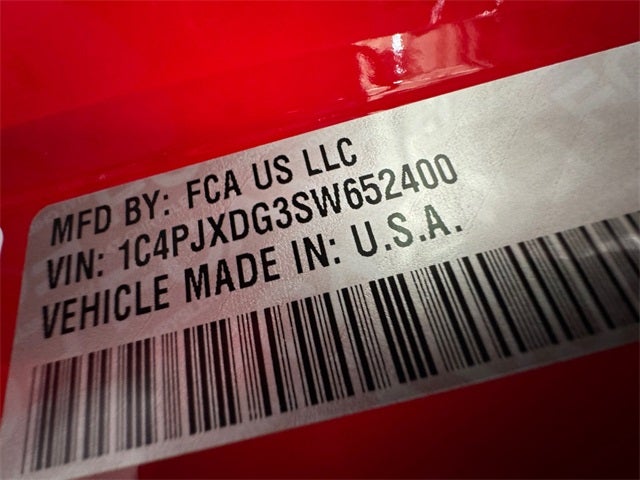 MFD BY: FCA US LLC
VIN: 1C4PJXDG3SW652400
VEHICLE MADE IN: U.S.A.